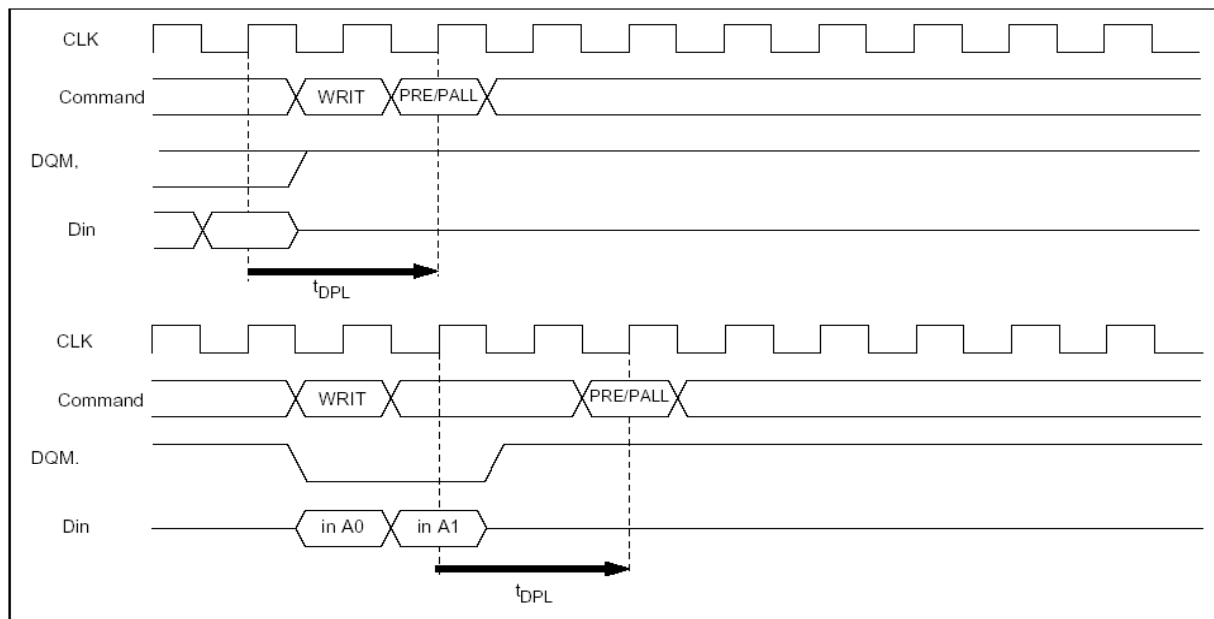 CLK
Command WRIT PRE/PALL
DQM,
Din
tDPL
CLK
Command WRIT PRE/PALL
DQM.
Din in A0 in A1
tDPL